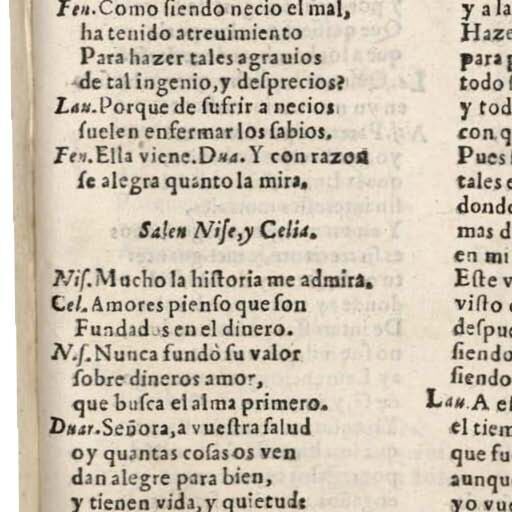 Fen.Como ſiendo necio el mal,
ha tenido atreuimiento
Para hazer tales agrauios
de tal ingenio, y deſprecios?
Lau.Porque de ſufrir a necios
ſuelen enfermar los ſabios.
Fen.Ella viene. Dua. Y con razon
ſe alegra quanto la mira.
Salen Niſe, y Celia.
Niſ. Mucho la hiſtoria me admira.
Cel. Amores pienſo que ſon
Fundados en el dinero.
Niſ. Nunca fundò ſu valor
ſobre dineros amor,
que buſca el alma primero.
Duar. Señora, a vueſtra ſalud
oy quantas coſas os ven
dan alegre para bien,
y tienen vida, y quietud:
y a la
Haze
para p
todo
y tod
con q
Pues
tales e
donde
mas d
en mi
Eſte v
viſto
deſpue
ſiendo
ſiendo
Lau. A eſ
el tiem
que fu
aunqu
yo vue